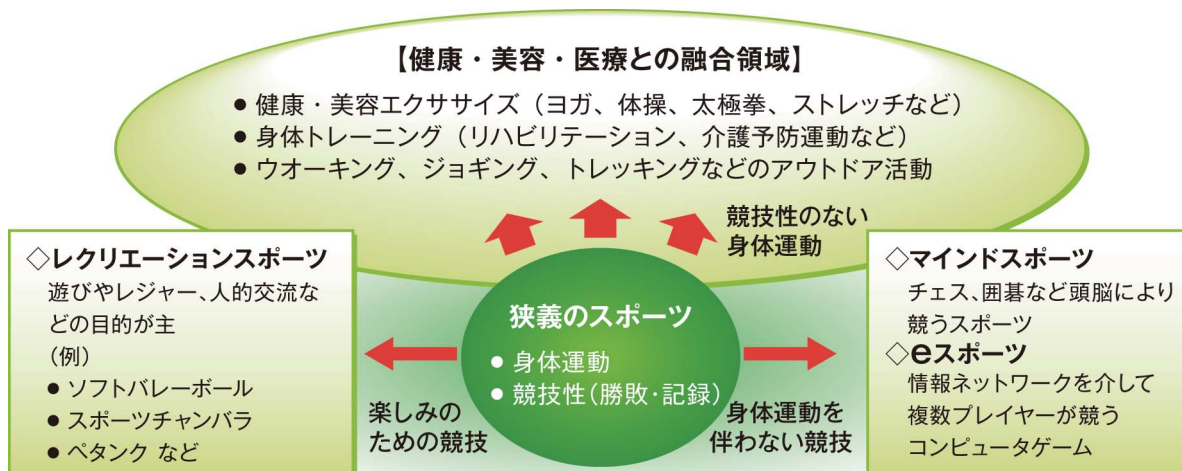 【健康・美容・医療との融合領域】
● 健康・美容エクササイズ（ヨガ、体操、太極拳、ストレッチなど）
● 身体トレーニング（リハビリテーション、介護予防運動など）
● ウオーキング、ジョギング、トレッキングなどのアウトドア活動
競技性のない
身体運動
◇レクリエーションスポーツ
遊びやレジャー、人的交流な
どの目的が主
(例)
● ソフトバレーボール
● スポーツチャンバラ
● ペタンク など
狭義のスポーツ
● 身体運動
● 競技性(勝敗・記録)
楽しみの
ための競技
身体運動を
伴わない競技
◇マインドスポーツ
チェス、囲碁など頭脳により
競うスポーツ
◇eスポーツ
情報ネットワークを介して
複数プレイヤーが競う
コンピュータゲーム